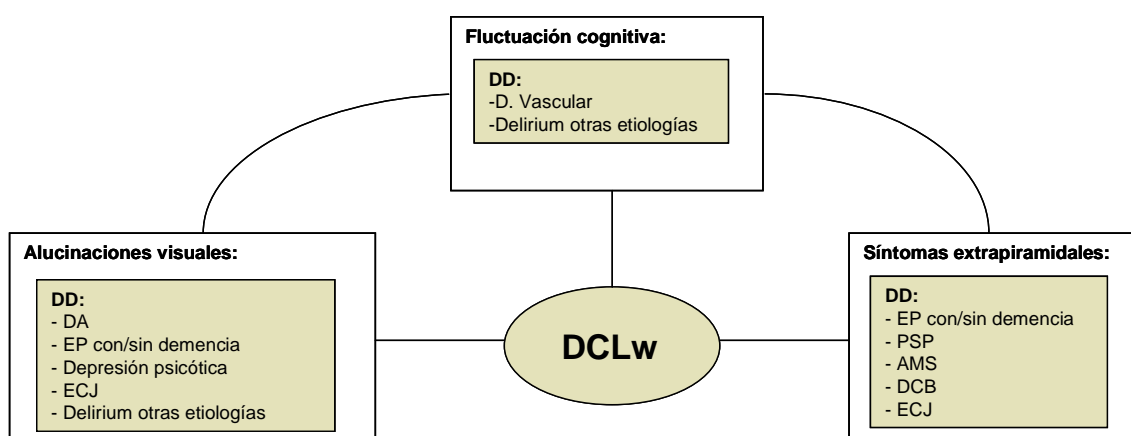 Fluctuación cognitiva:
DD:
-D. Vascular
-Delirium otras etiologías
Alucinaciones visuales:
DD:
- DA
- EP con/sin demencia
- Depresión psicótica
- ECJ
- Delirium otras etiologías
DCLw
Síntomas extrapiramidales:
DD:
- EP con/sin demencia
- PSP
- AMS
- DCB
- ECJ